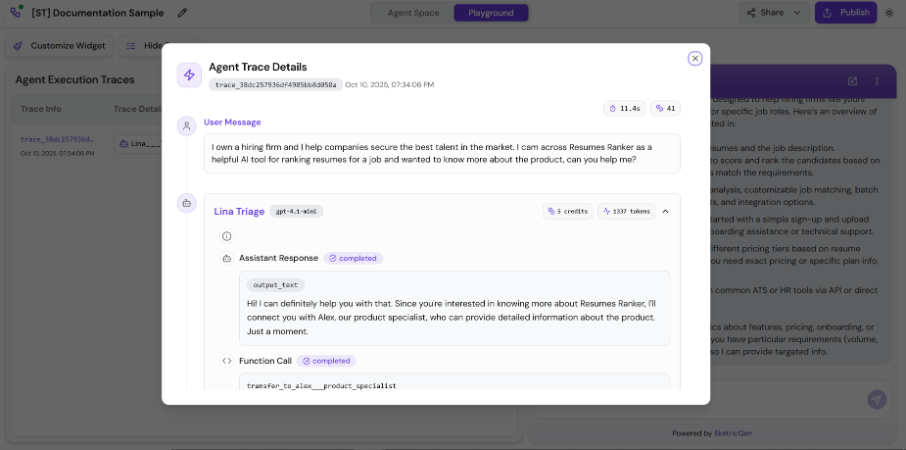 [ST] Documentation Sample
Agent Space
Playground
Share
Publish
Customize Widget
Agent Execution Traces
Trace Info
Trace Detai
trace_38dc257936d…
Oct 10, 2025, 07:34:06 PM
Lina___
Agent Trace Details
trace_38dc257936df4905bb8d050a
Oct 10, 2025, 07:34:06 PM
11.4s
41
User Message
I own a hiring firm and I help companies secure the best talent in the market. I cam across Resumes Ranker as a
helpful AI tool for ranking resumes for a job and wanted to know more about the product, can you help me?
Lina Triage
gpt-4.1-mini
5 credits
1337 tokens
Assistant Response
completed
output_text
Hi! I can definitely help you with that. Since you're interested in knowing more about Resumes Ranker, I'll
connect you with Alex, our product specialist, who can provide detailed information about the product.
Just a moment.
Function Call
completed
transfer_to_alex___product_specialist
designed to help hiring firms like yours
for specific job roles. Here's an overview of
ted in:
sumes and the job description.
to score and rank the candidates based on
s match the requirements.
analysis, customizable job matching, batch
ts, and integration options.
started with a simple sign-up and upload
boarding assistance or technical support.
ifferent pricing tiers based on resume
you need exact pricing or specific plan info,
h common ATS or HR tools via API or direct
ics about features, pricing, onboarding, or
you have particular requirements (volume,
so I can provide targeted info.
Powered by SketricGen